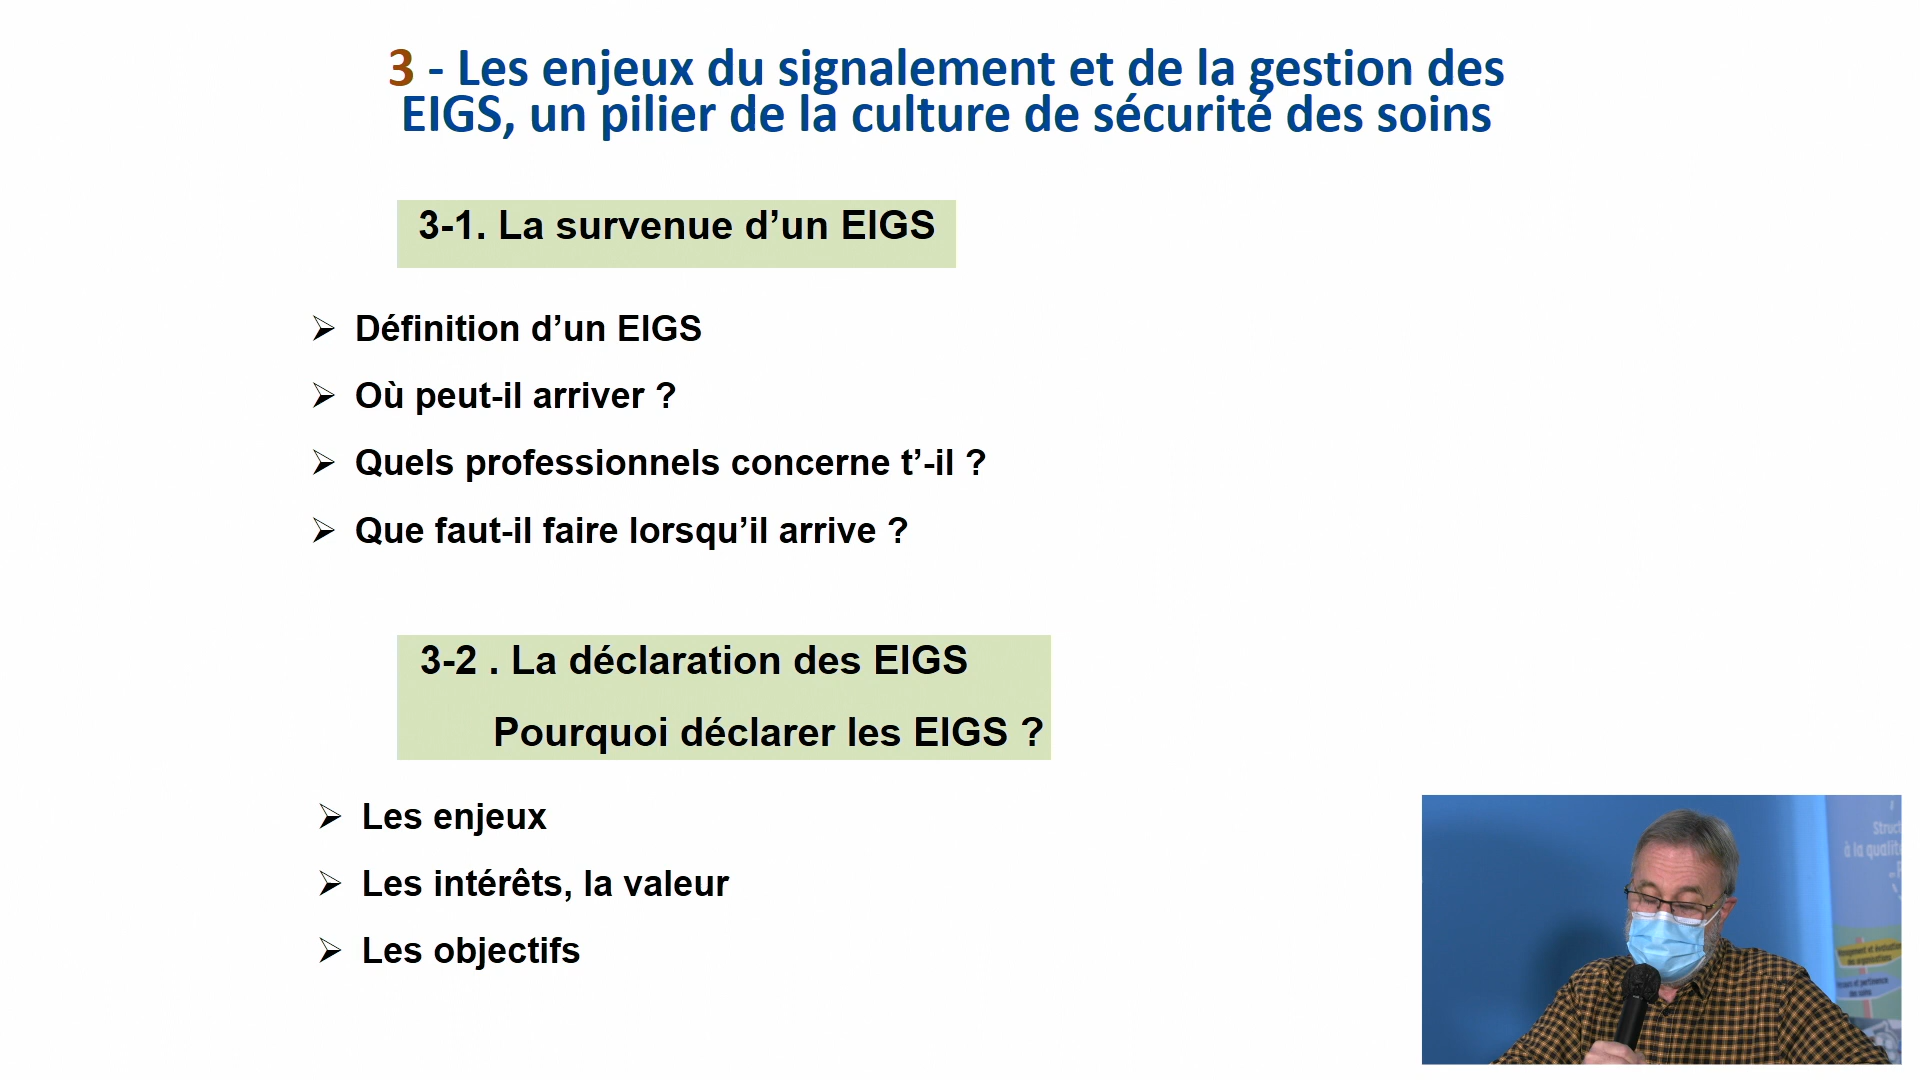 3 - Les enjeux du signalement et de la gestion des
EIGS, un pilier de la culture de sécurité des soins
3-1. La survenue d’un EIGS
Définition d’un EIGS
Où peut-il arriver ?
Quels professionnels concerne t’-il ?
Que faut-il faire lorsqu’il arrive ?
3-2 . La déclaration des EIGS
Pourquoi déclarer les EIGS ?
Les enjeux
Les intérêts, la valeur
Les objectifs
Struct
à la qualit